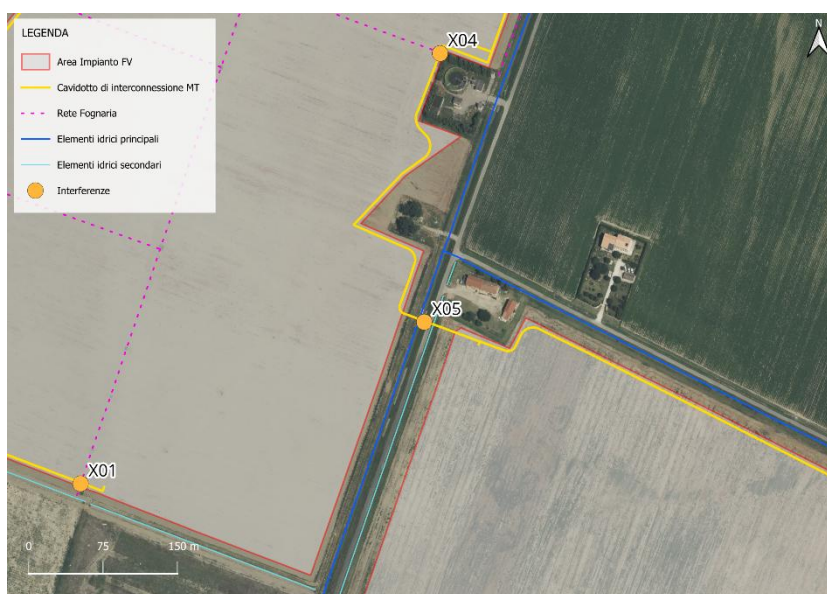 LEGENDA
Area Impianto FV
Cavidotto di interconnessione MT
Rete Fognaria
Elementi idrici principali
Elementi idrici secondari
Interferenze
N
X04
X05
X01
0 75 150 m